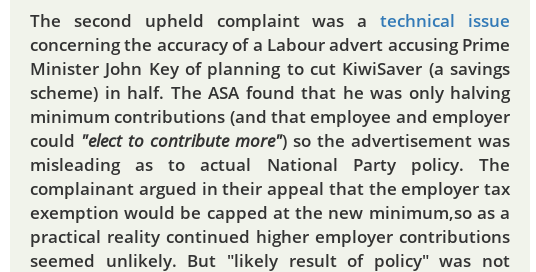 The second upheld complaint was a technical issue
concerning the accuracy of a Labour advert accusing Prime
Minister John Key of planning to cut KiwiSaver (a savings
scheme) in half. The ASA found that he was only halving
minimum contributions (and that employee and employer
could "elect to contribute more") so the advertisement was
misleading as to actual National Party policy. The
complainant argued in their appeal that the employer tax
exemption would be capped at the new minimum,so as a
practical reality continued higher employer contributions
seemed unlikely. But "likely result of policy" was not